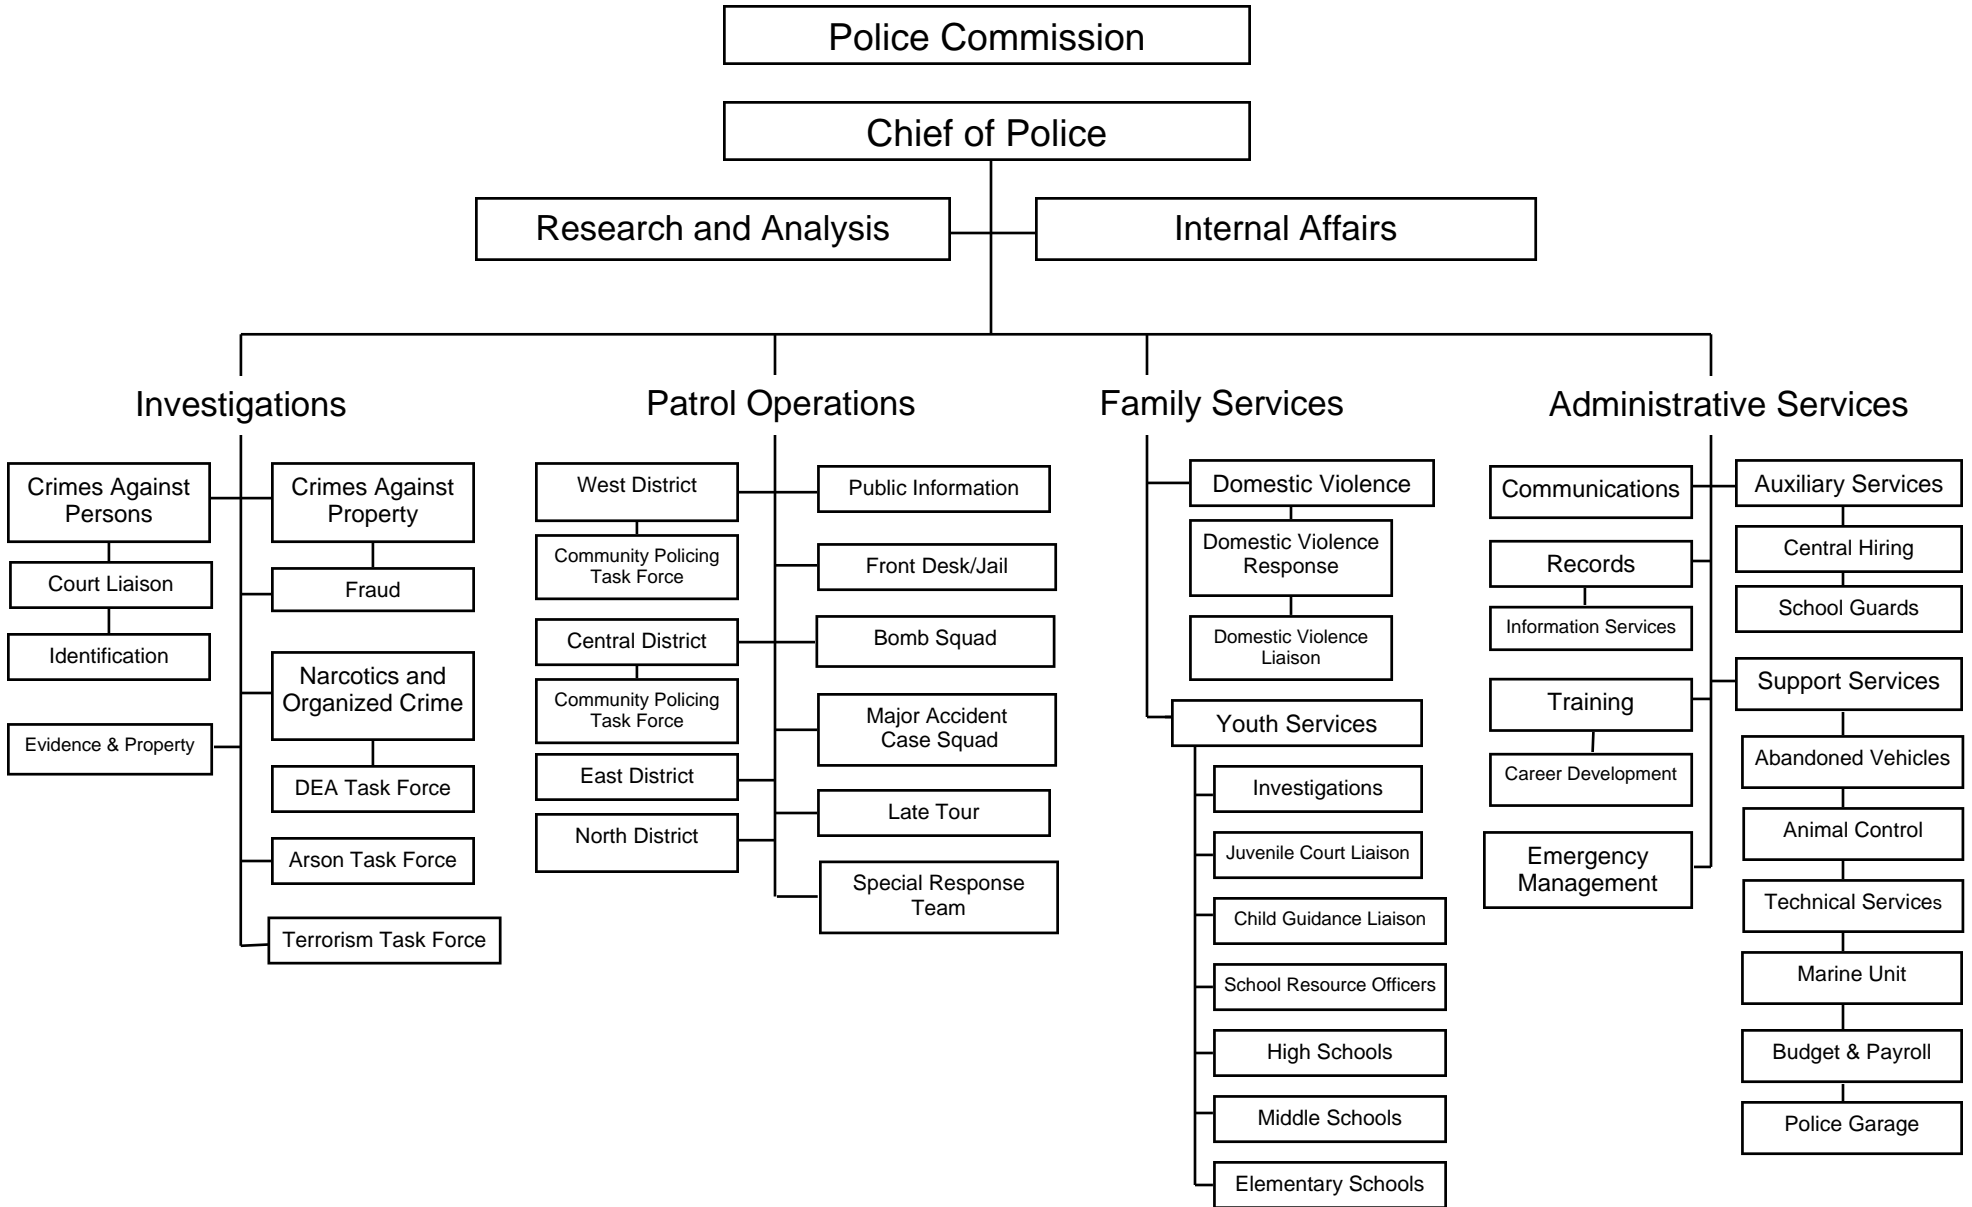 Police Commission
Chief of Police
Research and Analysis
Internal Affairs
Investigations
Crimes Against
Persons
Court Liaison
Identification
Evidence & Property
Crimes Against
Property
Fraud
Narcotics and
Organized Crime
DEA Task Force
Arson Task Force
Terrorism Task Force
Patrol Operations
West District
Community Policing
Task Force
Central District
Community Policing
Task Force
East District
North District
Public Information
Front Desk/Jail
Bomb Squad
Major Accident
Case Squad
Late Tour
Special Response
Team
Family Services
Domestic Violence
Domestic Violence
Response
Domestic Violence
Liaison
Youth Services
Investigations
Juvenile Court Liaison
Child Guidance Liaison
School Resource Officers
High Schools
Middle Schools
Elementary Schools
Administrative Services
Communications
Records
Information Services
Training
Career Development
Emergency
Management
Auxiliary Services
Central Hiring
School Guards
Support Services
Abandoned Vehicles
Animal Control
Technical Services
Marine Unit
Budget & Payroll
Police Garage